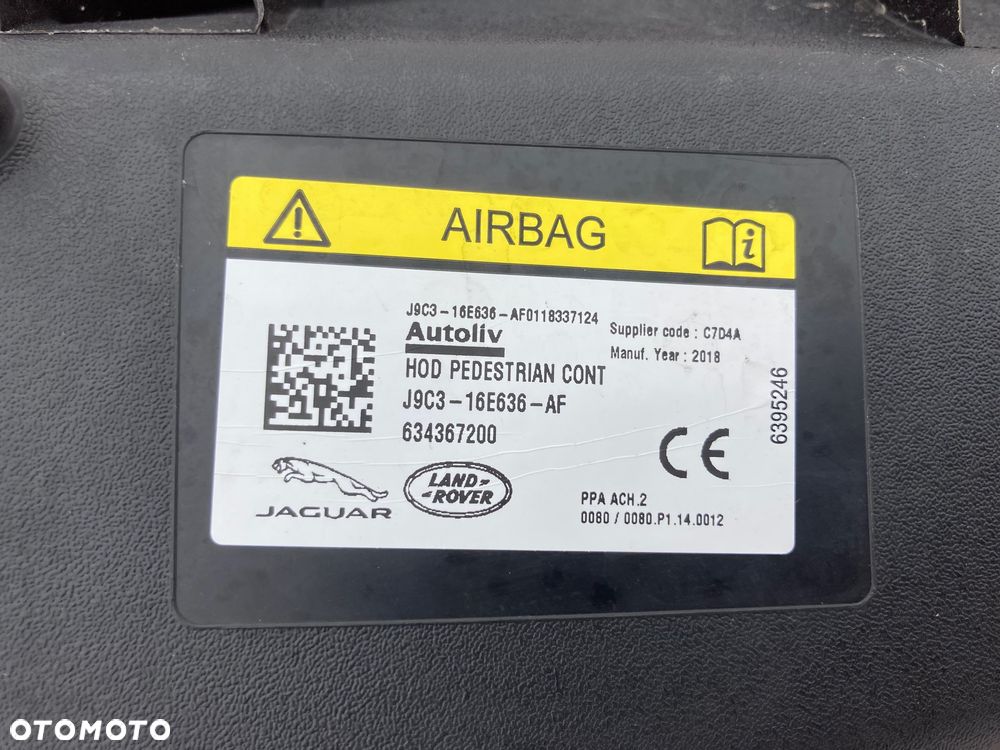 AIRBAG
J9C3-16E636-AF0118337124
Autoliv
Supplier code : C7D4A
Manuf. Year : 2018
HOD PEDESTRIAN CONT
J9C3-16E636-AF
634367200
6395246
CE
JAGUAR
LAND-
-ROVER
PPA ACH.2
0080 / 0080.P1.14.0012
OTOMOTO